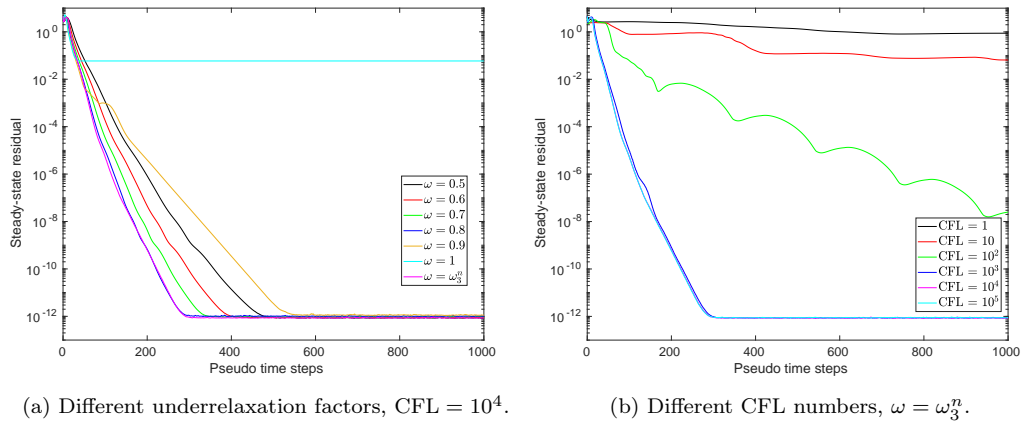 10^0
10^-2
10^-4
10^-6
10^-8
10^-10
10^-12
Steady-state residual
0 200 400 600 800 1000
Pseudo time steps
ω = 0.5
ω = 0.6
ω = 0.7
ω = 0.8
ω = 0.9
ω = 1
ω = ω_3^n
(a) Different underrelaxation factors, CFL = 10^4.
10^0
10^-2
10^-4
10^-6
10^-8
10^-10
10^-12
Steady-state residual
0 200 400 600 800 1000
Pseudo time steps
CFL = 1
CFL = 10
CFL = 10^2
CFL = 10^3
CFL = 10^4
CFL = 10^5
(b) Different CFL numbers, ω = ω_3^n.